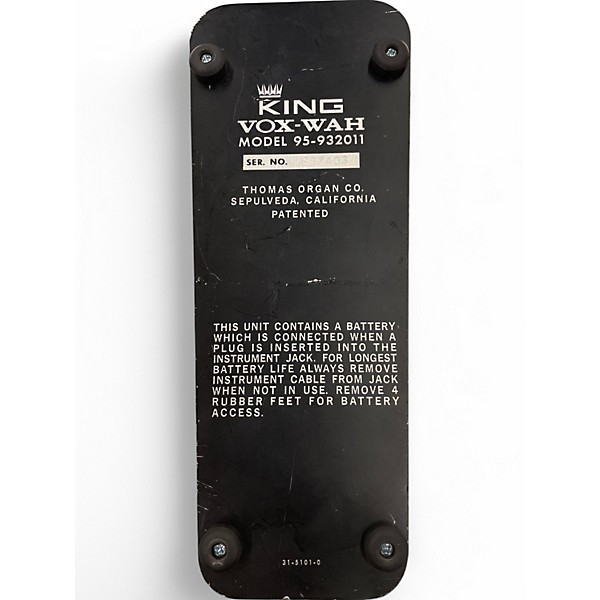 KING
VOX-WAH
MODEL 95-932011
SER. NO.
THOMAS ORGAN CO.
SEPULVEDA, CALIFORNIA
PATENTED
THIS UNIT CONTAINS A BATTERY
WHICH IS CONNECTED WHEN A
PLUG IS INSERTED INTO THE
INSTRUMENT JACK. FOR LONGEST
BATTERY LIFE ALWAYS REMOVE
INSTRUMENT CABLE FROM JACK
WHEN NOT IN USE. REMOVE 4
RUBBER FEET FOR BATTERY
ACCESS.
31-5101-0